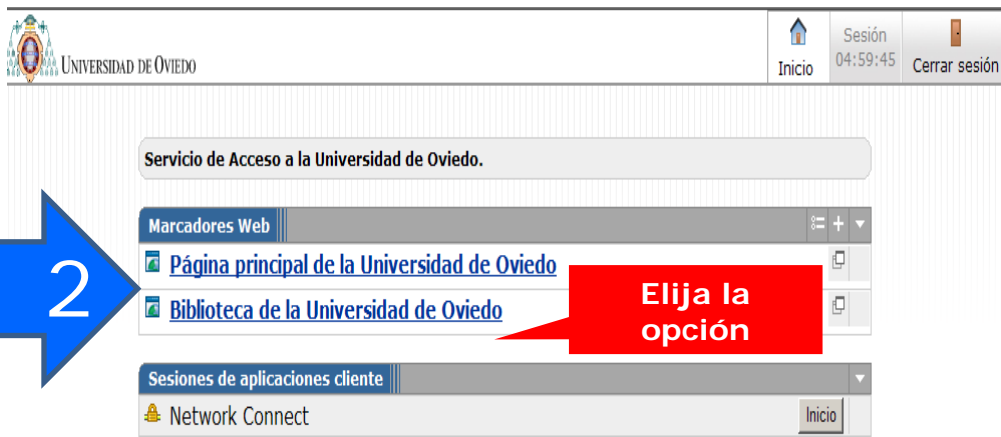 UNIVERSIDAD DE OVIEDO
Inicio
Sesión
04:59:45
Cerrar sesión
Servicio de Acceso a la Universidad de Oviedo.
Marcadores Web
2
Página principal de la Universidad de Oviedo
Biblioteca de la Universidad de Oviedo
Elija la
opción
Sesiones de aplicaciones cliente
Network Connect
Inicio